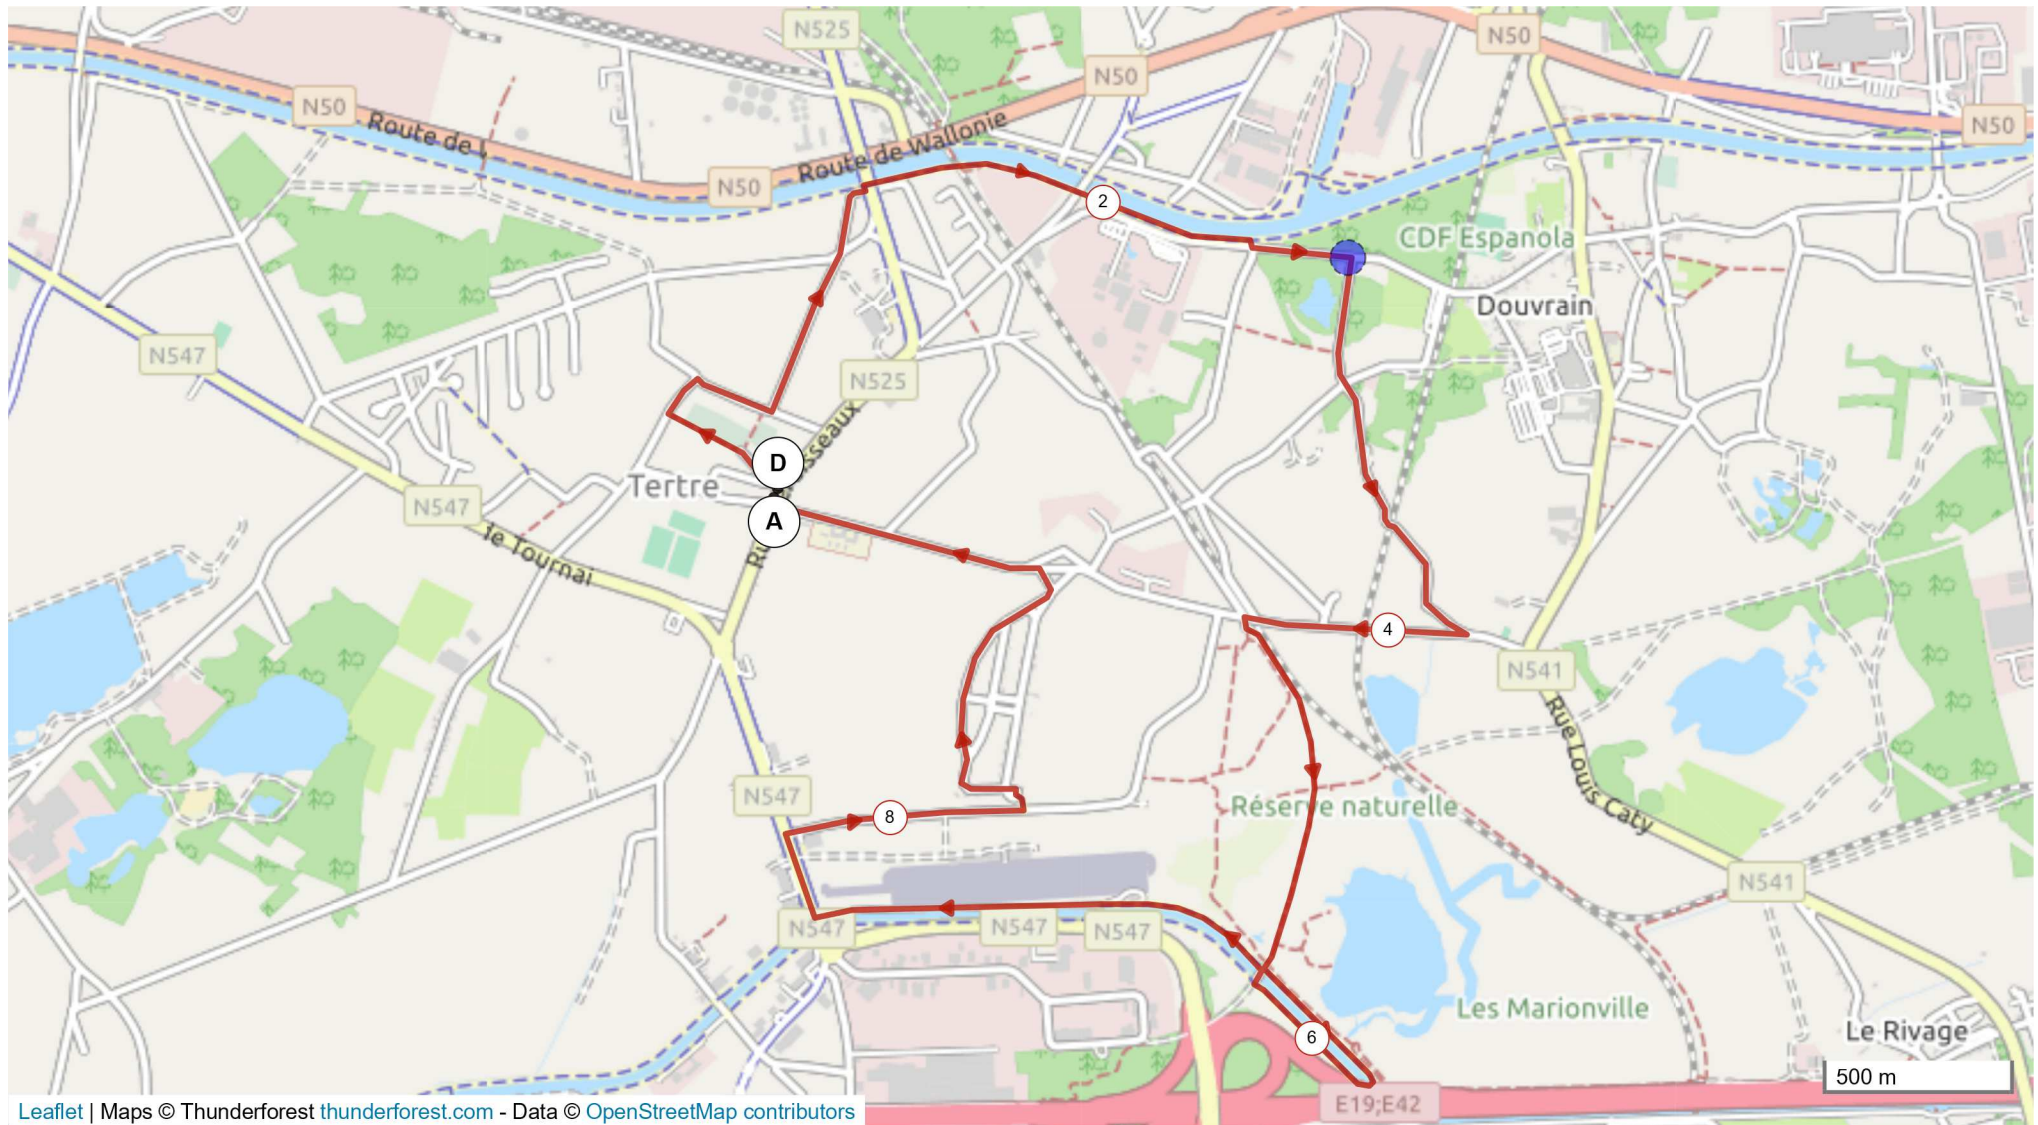 N525
N50
N50
N50
N50
N50
Route de
Route de Wallonie
2
CDF Espanola
Douvrain
N547
N525
D
sseaux
Tertre
N547
A
Ru
le Tournai
4
N541
Rue Louis Caty
N547
8
Réserve naturelle
N541
N547
N547
N547
Les Marionville
6
Le Rivage
500 m
E19;E42
Leaflet | Maps © Thunderforest thunderforest.com - Data © OpenStreetMap contributors